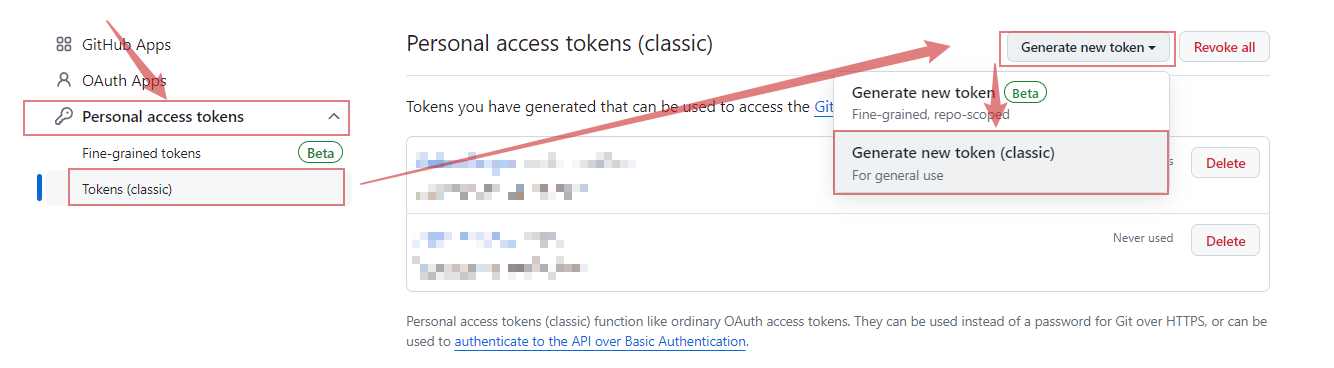 GitHub Apps
OAuth Apps
Personal access tokens
Fine-grained tokens Beta
Tokens (classic)
Personal access tokens (classic)
Generate new token
Revoke all
Tokens you have generated that can be used to access the
Generate new token Beta
Fine-grained, repo-scoped
Generate new token (classic)
For general use
Delete
Never used
Delete
Personal access tokens (classic) function like ordinary OAuth access tokens. They can be used instead of a password for Git over HTTPS, or can be
used to authenticate to the API over Basic Authentication.